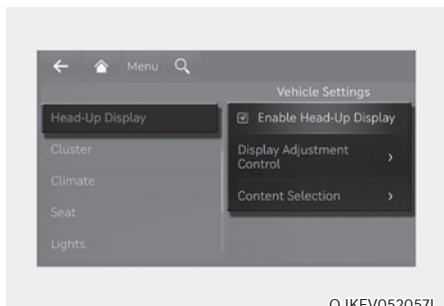 Menu
Vehicle Settings
Head-Up Display
Enable Head-Up Display
Cluster
Display Adjustment
Control
Climate
Content Selection
Seat
Lights